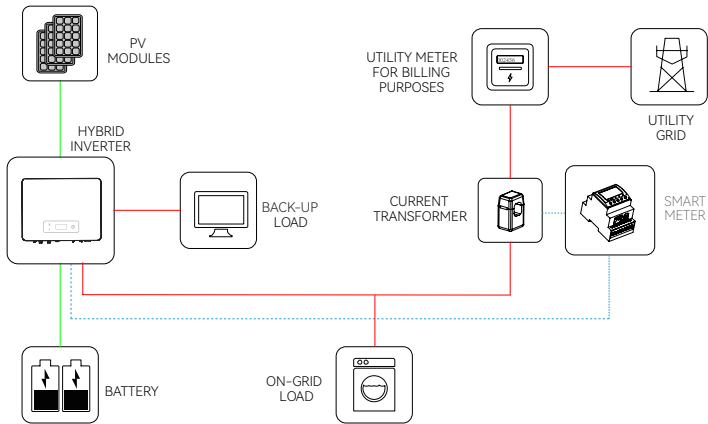 PV
MODULES
UTILITY METER
FOR BILLING
PURPOSES
UTILITY
GRID
HYBRID
INVERTER
BACK-UP
LOAD
CURRENT
TRANSFORMER
SMART
METER
BATTERY
ON-GRID
LOAD